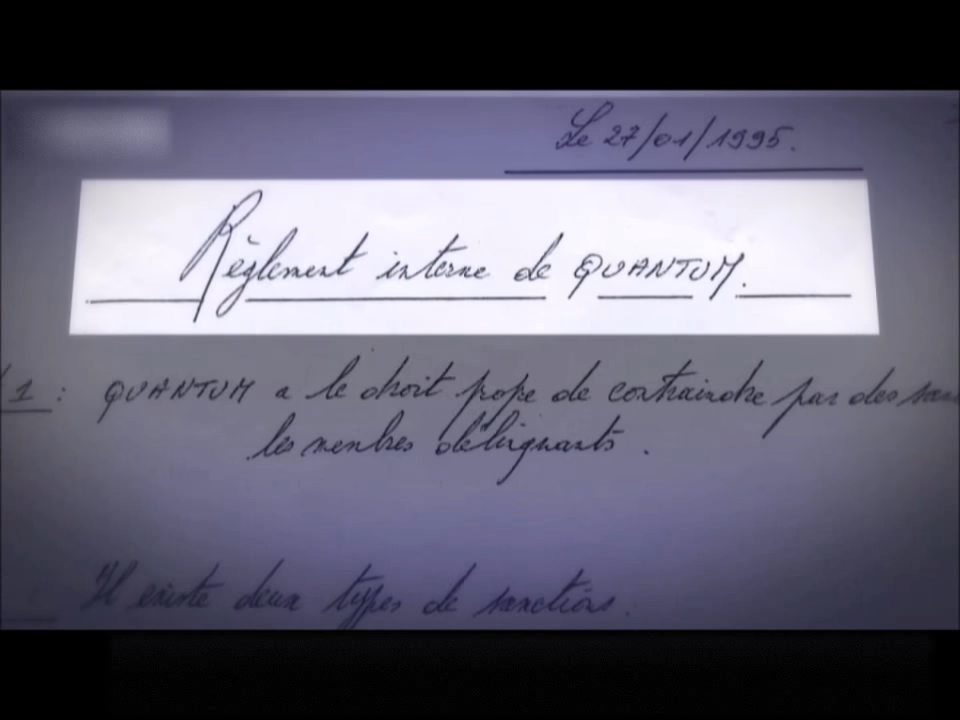 Le 27/01/1995.
Règlement interne de QUANTUM.
1 : QUANTUM a le droit prope de contraindre par des
les membres délinquants.
Il existe deux types de sanctions.